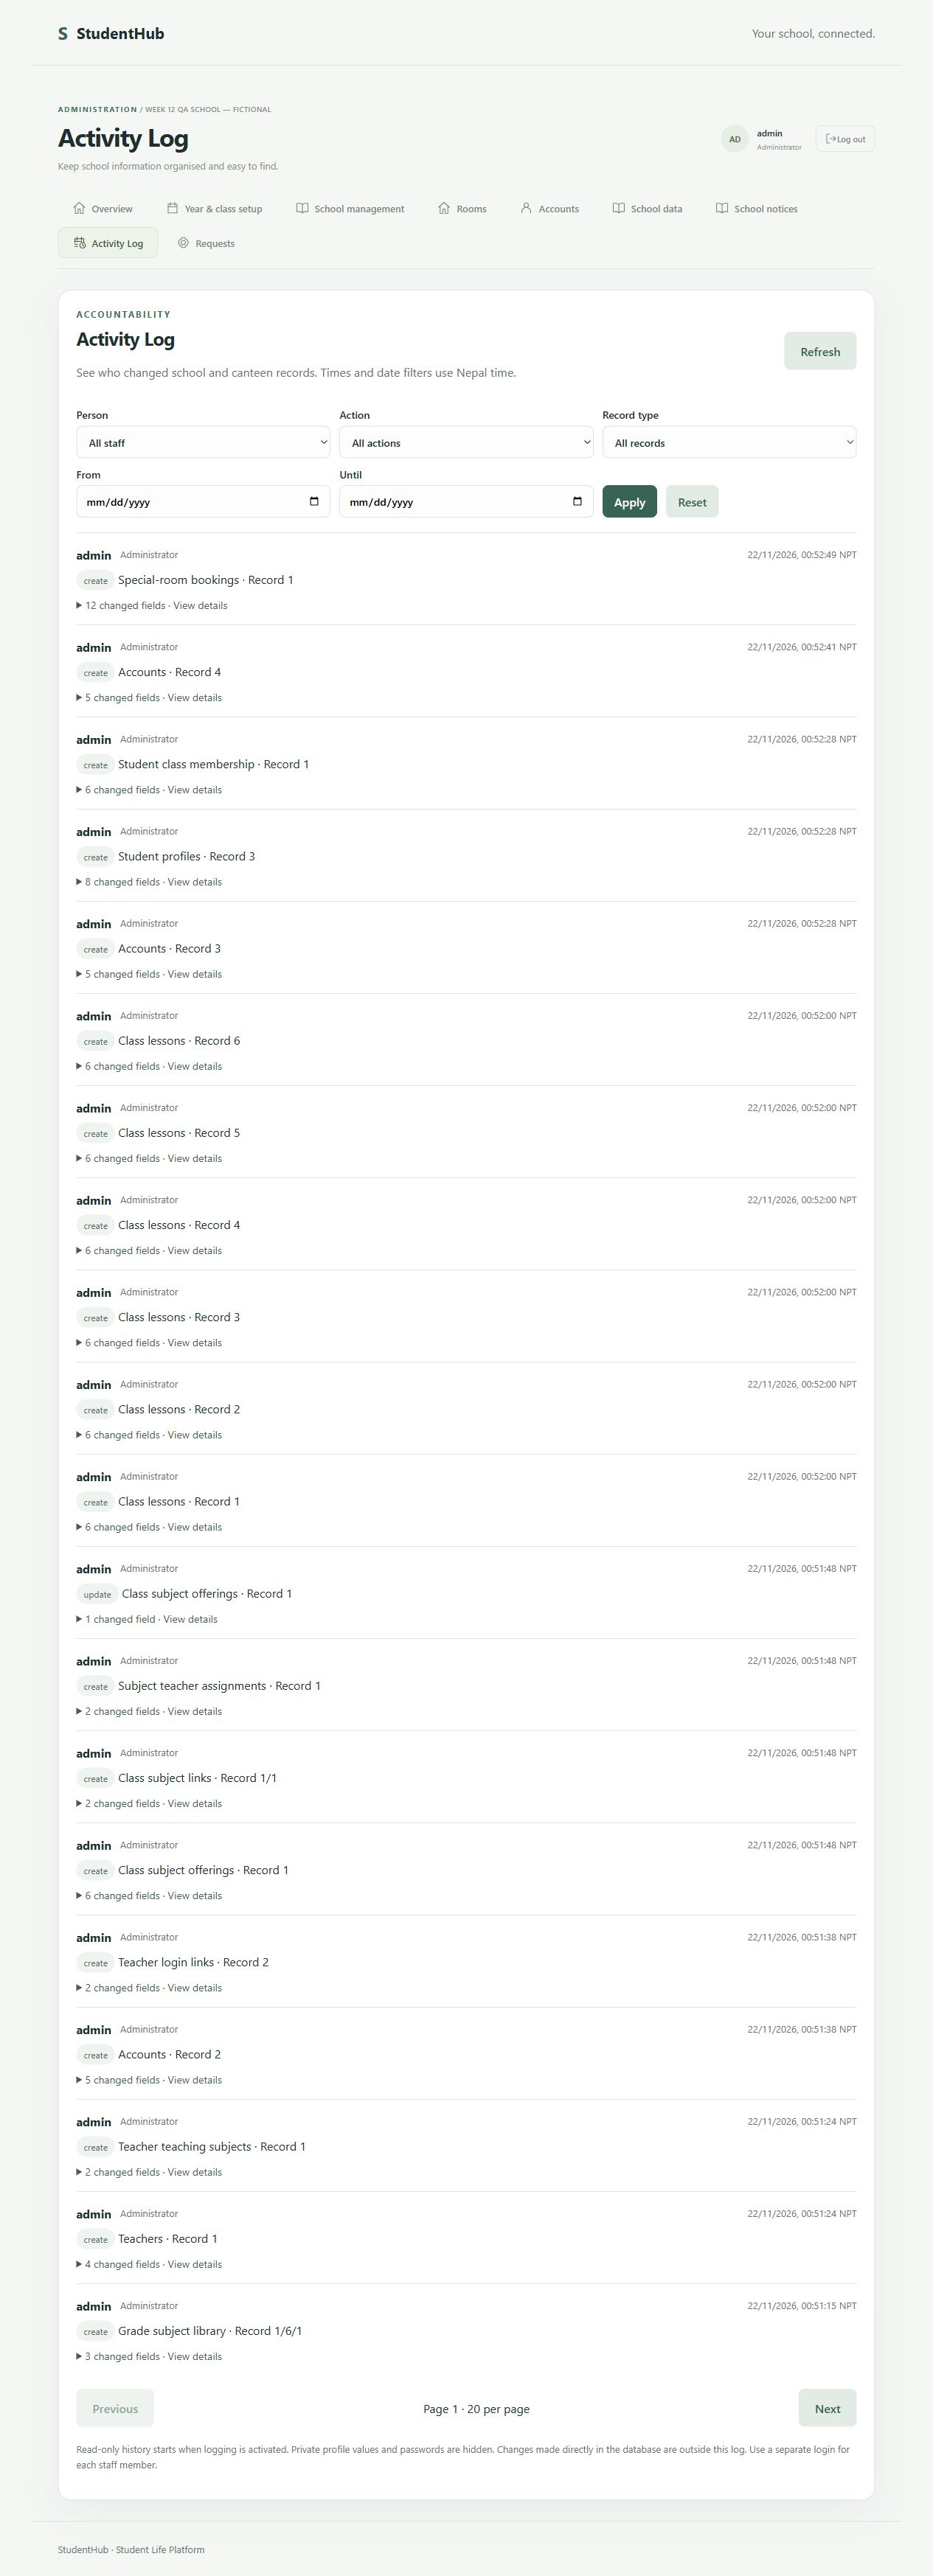 S StudentHub
Your school, connected.
ADMINISTRATION / WEEK 12 QA SCHOOL — FICTIONAL
Activity Log
Keep school information organised and easy to find.
AD
admin
Administrator
Log out
Overview
Year & class setup
School management
Rooms
Accounts
School data
School notices
Activity Log
Requests
ACCOUNTABILITY
Activity Log
See who changed school and canteen records. Times and date filters use Nepal time.
Refresh
Person
Action
Record type
All staff
All actions
All records
From
Until
mm/dd/yyyy
mm/dd/yyyy
Apply
Reset
admin Administrator 22/11/2026, 00:52:49 NPT
create Special-room bookings · Record 1
12 changed fields · View details
admin Administrator 22/11/2026, 00:52:41 NPT
create Accounts · Record 4
5 changed fields · View details
admin Administrator 22/11/2026, 00:52:28 NPT
create Student class membership · Record 1
6 changed fields · View details
admin Administrator 22/11/2026, 00:52:28 NPT
create Student profiles · Record 3
8 changed fields · View details
admin Administrator 22/11/2026, 00:52:28 NPT
create Accounts · Record 3
5 changed fields · View details
admin Administrator 22/11/2026, 00:52:00 NPT
create Class lessons · Record 6
6 changed fields · View details
admin Administrator 22/11/2026, 00:52:00 NPT
create Class lessons · Record 5
6 changed fields · View details
admin Administrator 22/11/2026, 00:52:00 NPT
create Class lessons · Record 4
6 changed fields · View details
admin Administrator 22/11/2026, 00:52:00 NPT
create Class lessons · Record 3
6 changed fields · View details
admin Administrator 22/11/2026, 00:52:00 NPT
create Class lessons · Record 2
6 changed fields · View details
admin Administrator 22/11/2026, 00:52:00 NPT
create Class lessons · Record 1
6 changed fields · View details
admin Administrator 22/11/2026, 00:51:48 NPT
update Class subject offerings · Record 1
1 changed field · View details
admin Administrator 22/11/2026, 00:51:48 NPT
create Subject teacher assignments · Record 1
2 changed fields · View details
admin Administrator 22/11/2026, 00:51:48 NPT
create Class subject links · Record 1/1
2 changed fields · View details
admin Administrator 22/11/2026, 00:51:48 NPT
create Class subject offerings · Record 1
6 changed fields · View details
admin Administrator 22/11/2026, 00:51:38 NPT
create Teacher login links · Record 2
2 changed fields · View details
admin Administrator 22/11/2026, 00:51:38 NPT
create Accounts · Record 2
5 changed fields · View details
admin Administrator 22/11/2026, 00:51:24 NPT
create Teacher teaching subjects · Record 1
2 changed fields · View details
admin Administrator 22/11/2026, 00:51:24 NPT
create Teachers · Record 1
4 changed fields · View details
admin Administrator 22/11/2026, 00:51:15 NPT
create Grade subject library · Record 1/6/1
3 changed fields · View details
Previous
Page 1 · 20 per page
Next
Read-only history starts when logging is activated. Private profile values and passwords are hidden. Changes made directly in the database are outside this log. Use a separate login for
each staff member.
StudentHub · Student Life Platform